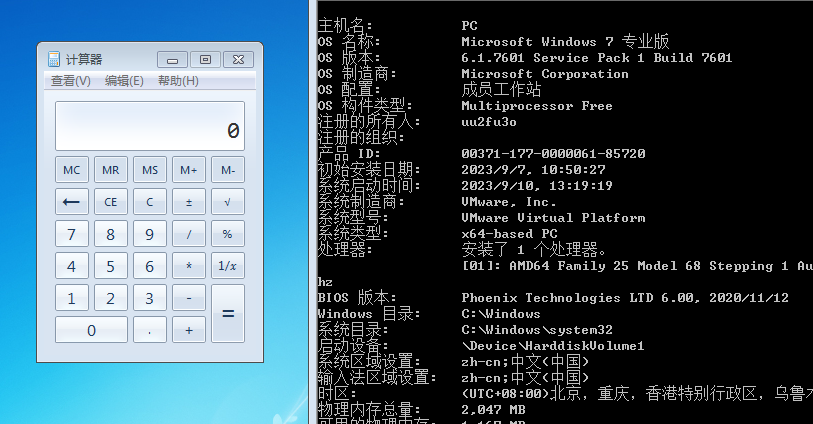 计算器
查看(V) 编辑(E) 帮助(H)
0
MC MR MS M+ M-
← CE C ± √
7 8 9 / %
4 5 6 * 1/x
1 2 3 - =
0 . +
主机名: PC
OS 名称: Microsoft Windows 7 专业版
OS 版本: 6.1.7601 Service Pack 1 Build 7601
OS 制造商: Microsoft Corporation
OS 配置: 成员工作站
OS 构件类型: Multiprocessor Free
注册的所有人: uu2fu3o
注册的组织:
产品 ID: 00371-177-0000061-85720
初始安装日期: 2023/9/7, 10:50:27
系统启动时间: 2023/9/10, 13:19:19
系统制造商: VMware, Inc.
系统型号: VMware Virtual Platform
系统类型: x64-based PC
处理器: 安装了 1 个处理器。
[01]: AMD64 Family 25 Model 68 Stepping 1 Au
hz
BIOS 版本: Phoenix Technologies LTD 6.00, 2020/11/12
Windows 目录: C:\Windows
系统目录: C:\Windows\system32
启动设备: \Device\HarddiskVolume1
系统区域设置: zh-cn;中文(中国)
输入法区域设置: zh-cn;中文(中国)
时区: (UTC+08:00)北京，重庆，香港特别行政区，乌鲁木
物理内存总量: 2,047 MB
可用的物理内存: 1,167 MB